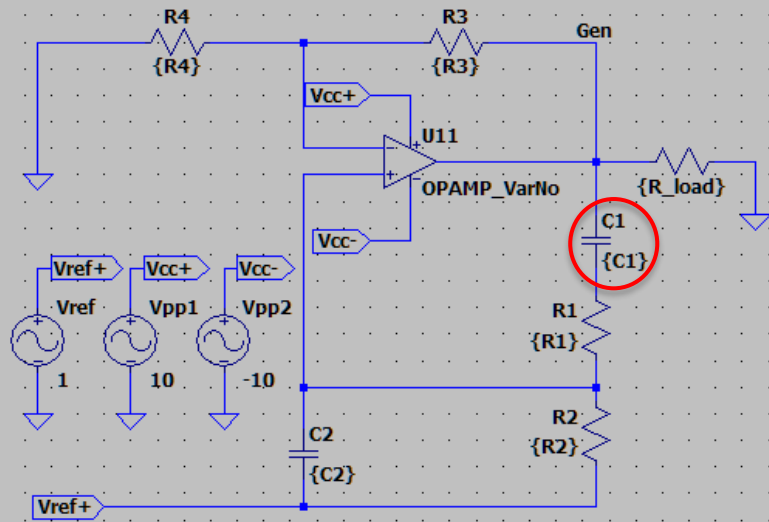 R4
{R4}
R3
{R3}
Gen
Vcc+
U11
OPAMP_VarNo
{R_load}
Vcc-
C1
{C1}
Vref+
Vcc+
Vcc-
Vref
Vpp1
Vpp2
1
10
-10
R1
{R1}
R2
{R2}
C2
{C2}
Vref+